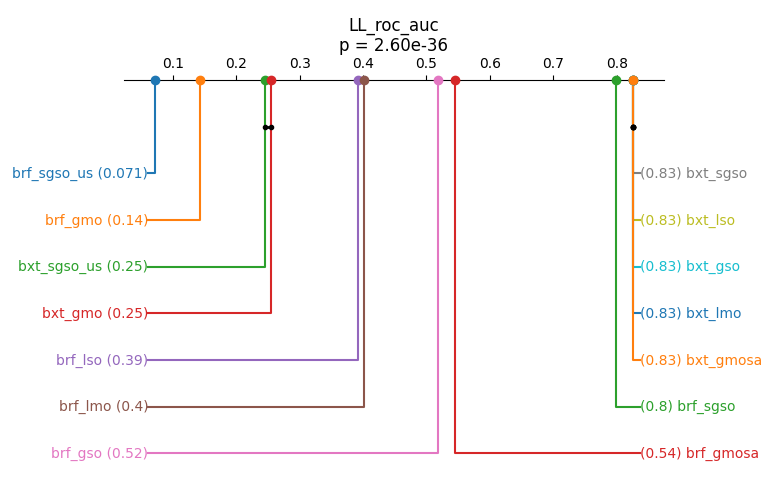 LL_roc_auc
p = 2.60e-36
0.1 0.2 0.3 0.4 0.5 0.6 0.7 0.8
brf_sgso_us (0.071) (0.83) bxt_sgso
brf_gmo (0.14) (0.83) bxt_lso
bxt_sgso_us (0.25) (0.83) bxt_gso
bxt_gmo (0.25) (0.83) bxt_lmo
brf_lso (0.39) (0.83) bxt_gmosa
brf_lmo (0.4) (0.8) brf_sgso
brf_gso (0.52) (0.54) brf_gmosa